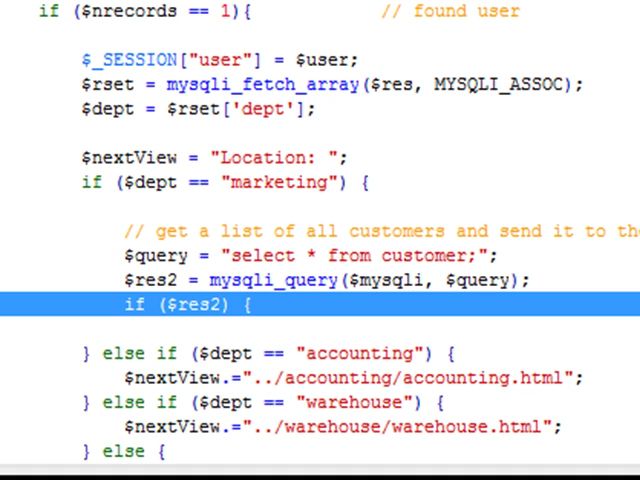 if ($nrecords == 1){ // found user
$_SESSION["user"] = $user;
$rset = mysqli_fetch_array($res, MYSQLI_ASSOC);
$dept = $rset['dept'];
$nextView = "Location: ";
if ($dept == "marketing") {
// get a list of all customers and send it to
$query = "select * from customer;";
$res2 = mysqli_query($mysqli, $query);
if ($res2) {
} else if ($dept == "accounting") {
$nextView.="../accounting/accounting.html";
} else if ($dept == "warehouse") {
$nextView.="../warehouse/warehouse.html";
} else {